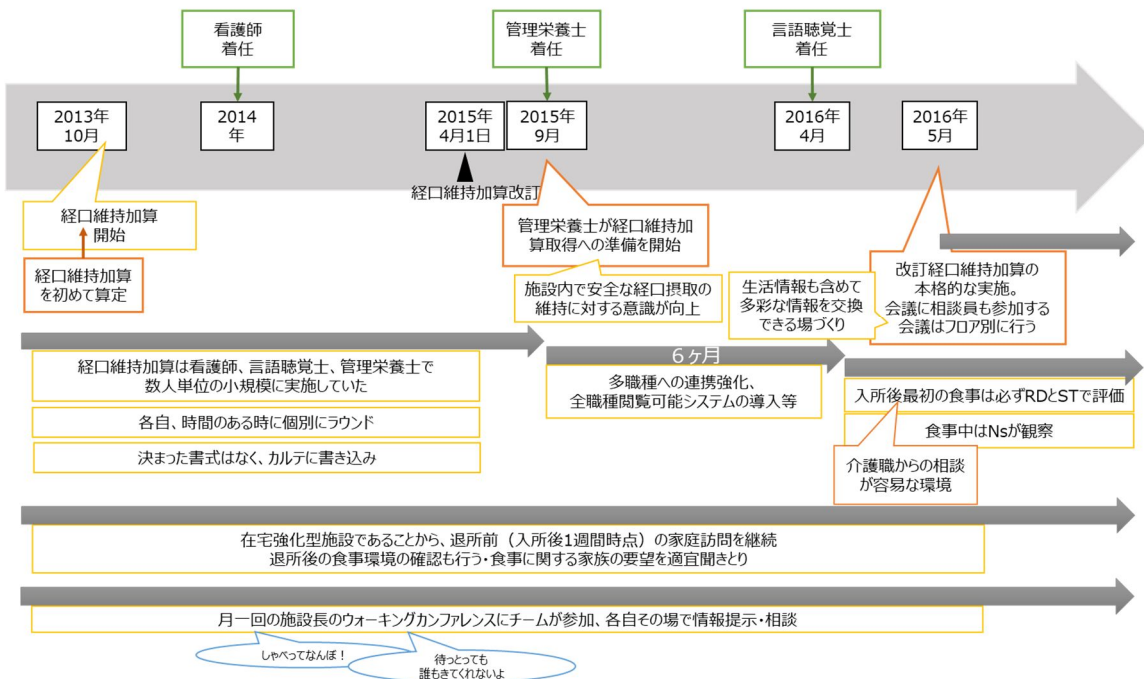 看護師
着任
管理栄養士
着任
言語聴覚士
着任
2013年
10月
2014
年
2015年
4月1日
2015年
9月
2016年
4月
2016年
5月
経口維持加算改訂
経口維持加算
開始
経口維持加算
を初めて算定
管理栄養士が経口維持加
算取得への準備を開始
施設内で安全な経口摂取の
維持に対する意識が向上
生活情報も含めて
多彩な情報を交換
できる場づくり
改訂経口維持加算の
本格的な実施。
会議に相談員も参加する
会議はフロア別に行う
経口維持加算は看護師、言語聴覚士、管理栄養士で
数人単位の小規模に実施していた
各自、時間のある時に個別にラウンド
決まった書式はなく、カルテに書き込み
6ヶ月
多職種への連携強化、
全職種閲覧可能システムの導入等
入所後最初の食事は必ずRDとSTで評価
食事中はNsが観察
介護職からの相談
が容易な環境
在宅強化型施設であることから、退所前（入所後1週間時点）の家庭訪問を継続
退所後の食事環境の確認も行う・食事に関する家族の要望を適宜聞きとり
月一回の施設長のウォーキングカンファレンスにチームが参加、各自その場で情報提示・相談
しゃべってなんぼ！
待っとっても
誰もきてくれないよ